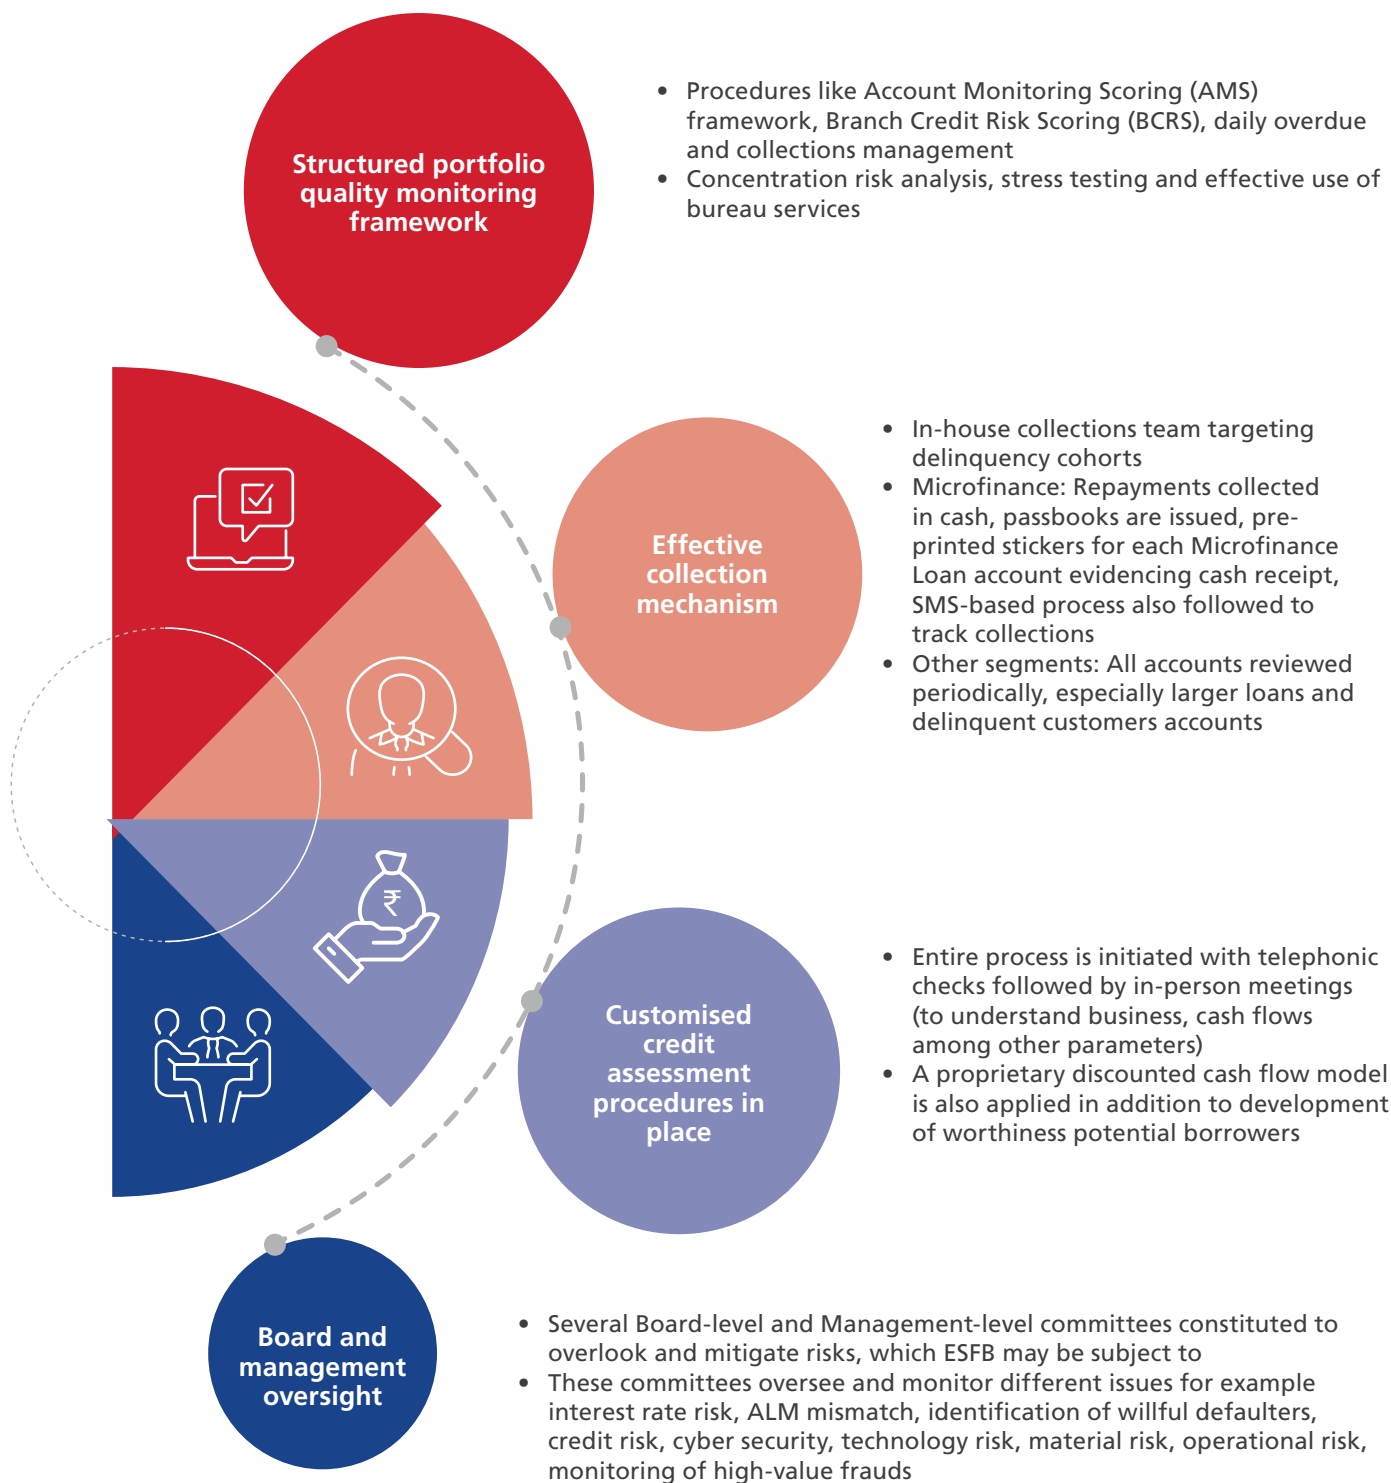 Structured portfolio
quality monitoring
framework
• Procedures like Account Monitoring Scoring (AMS)
framework, Branch Credit Risk Scoring (BCRS), daily overdue
and collections management
• Concentration risk analysis, stress testing and effective use of
bureau services
Effective
collection
mechanism
• In-house collections team targeting
delinquency cohorts
• Microfinance: Repayments collected
in cash, passbooks are issued, pre-
printed stickers for each Microfinance
Loan account evidencing cash receipt,
SMS-based process also followed to
track collections
• Other segments: All accounts reviewed
periodically, especially larger loans and
delinquent customers accounts
₹
Customised
credit
assessment
procedures in
place
• Entire process is initiated with telephonic
checks followed by in-person meetings
(to understand business, cash flows
among other parameters)
• A proprietary discounted cash flow model
is also applied in addition to development
of worthiness potential borrowers
Board and
management
oversight
• Several Board-level and Management-level committees constituted to
overlook and mitigate risks, which ESFB may be subject to
• These committees oversee and monitor different issues for example
interest rate risk, ALM mismatch, identification of willful defaulters,
credit risk, cyber security, technology risk, material risk, operational risk,
monitoring of high-value frauds